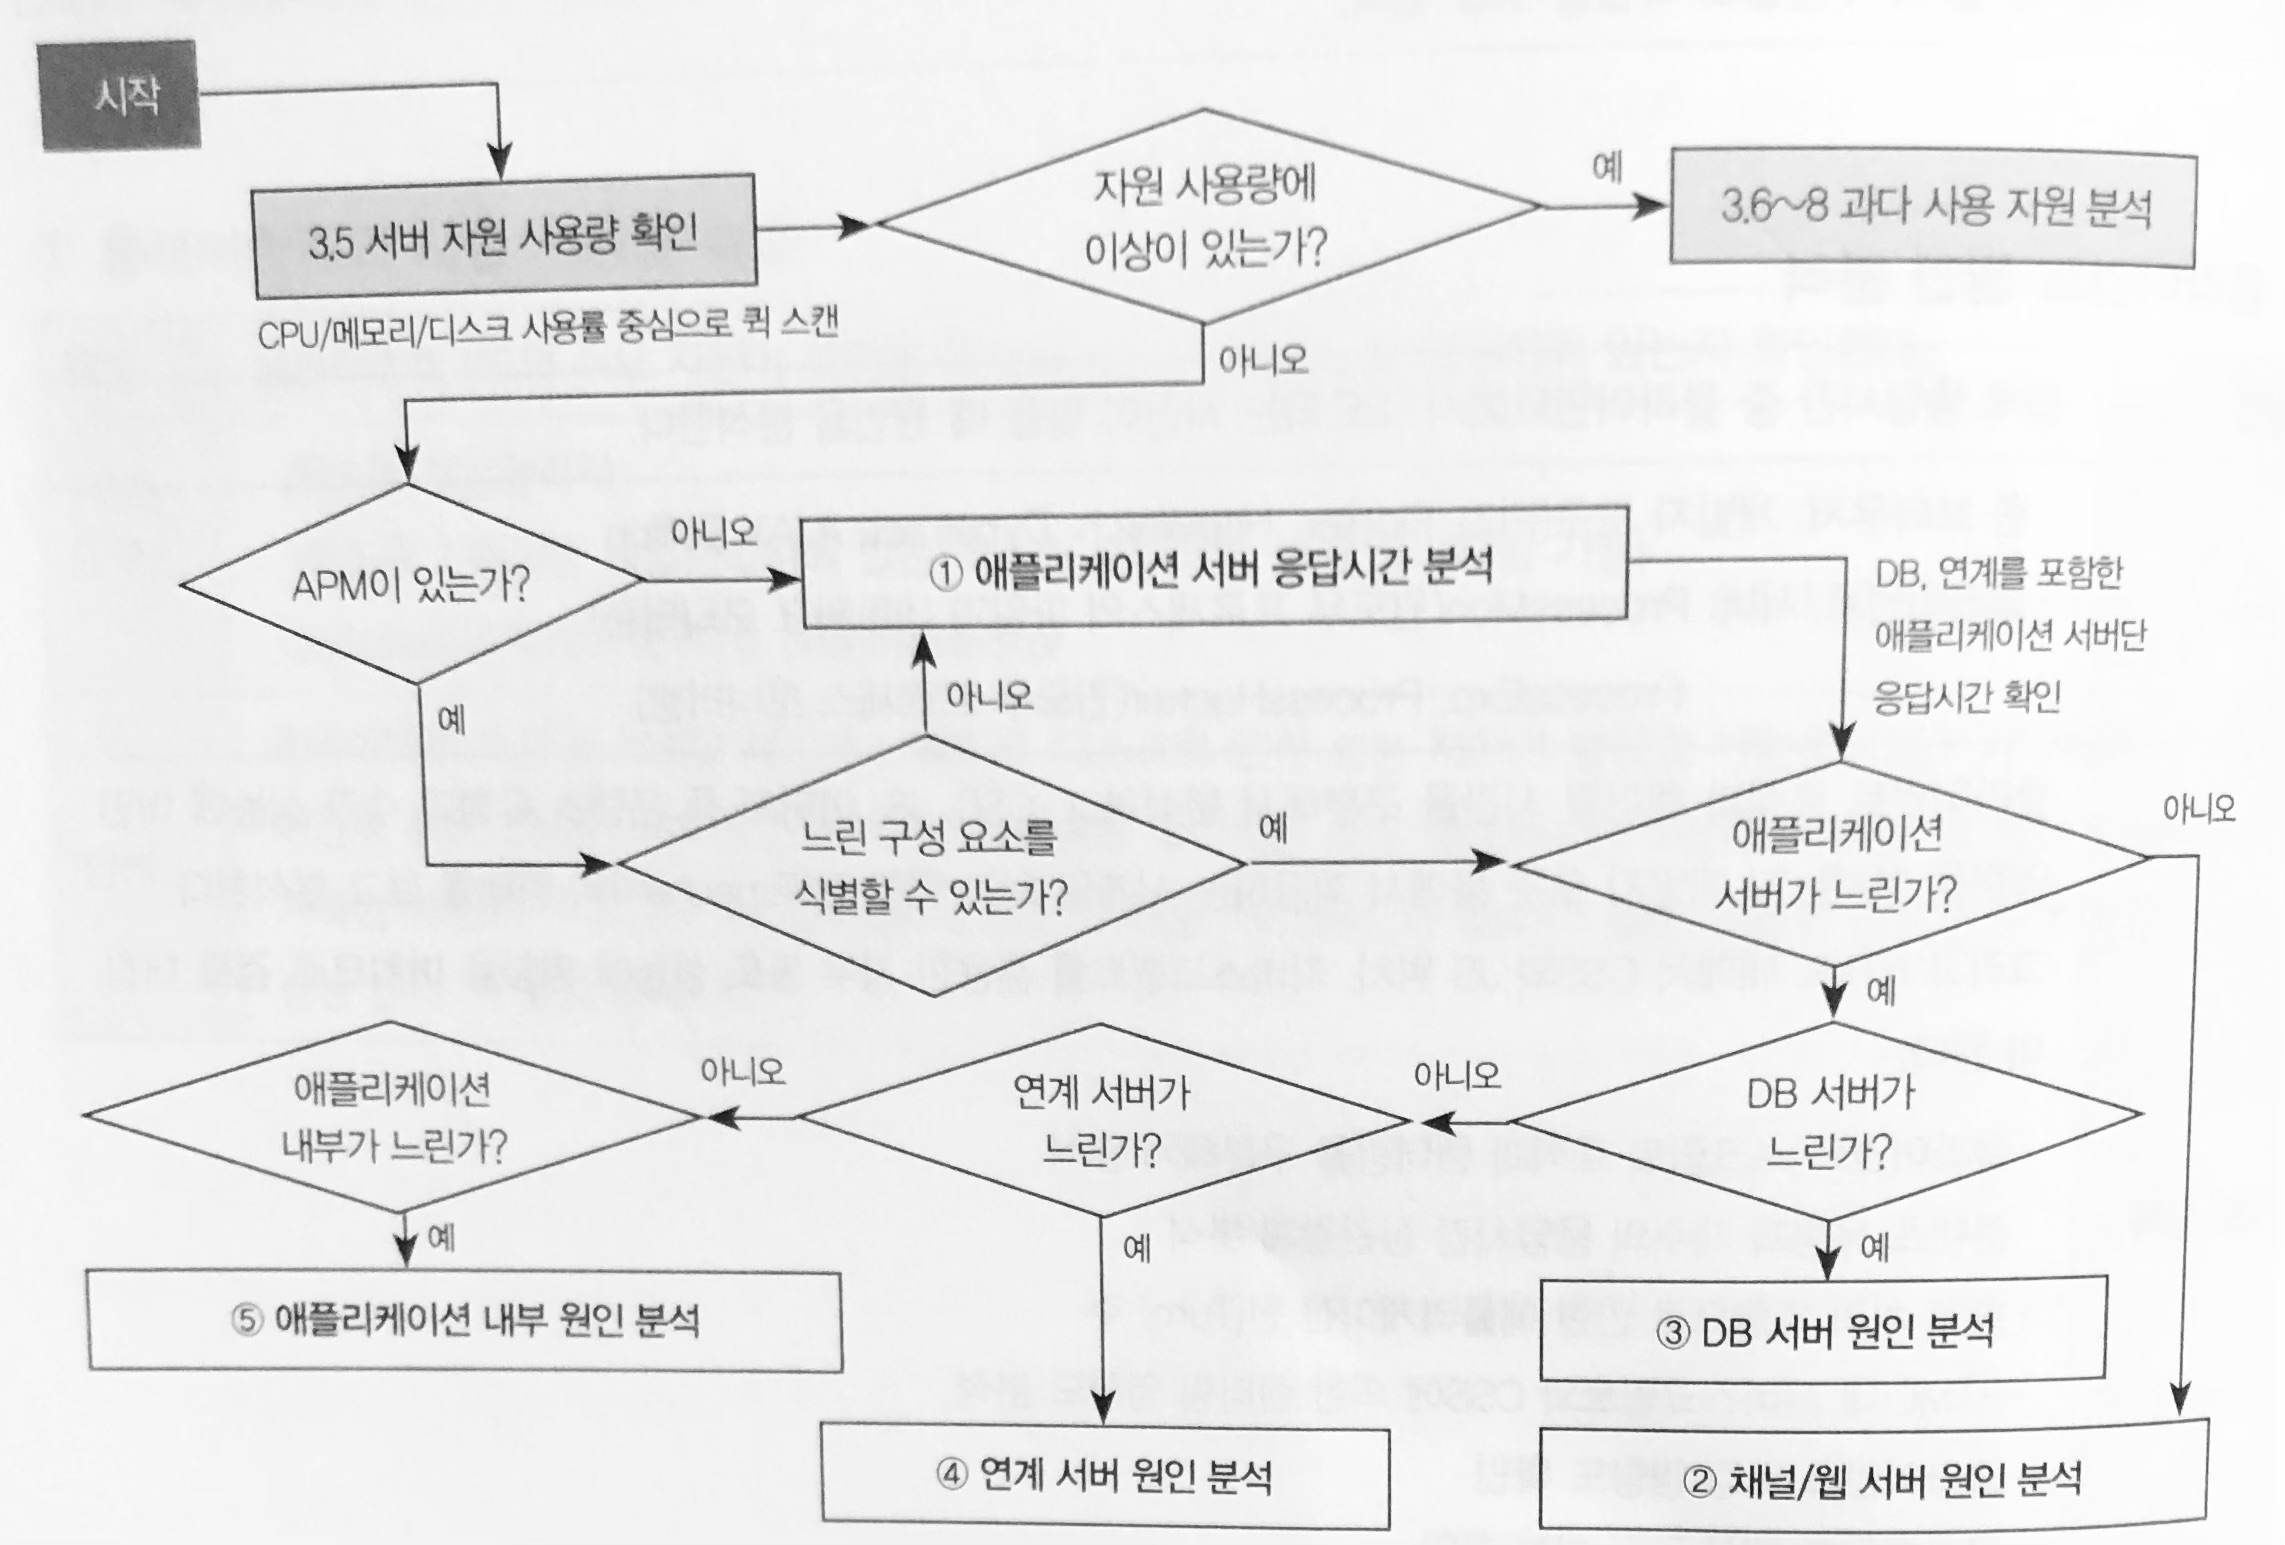 시작
3.5 서버 자원 사용량 확인
CPU/메모리/디스크 사용률 중심으로 퀵 스캔
자원 사용량에
이상이 있는가?
예
3.6~8 과다 사용 자원 분석
아니오
APM이 있는가?
아니오
① 애플리케이션 서버 응답시간 분석
DB, 연계를 포함한
애플리케이션 서버단
응답시간 확인
예
아니오
느린 구성 요소를
식별할 수 있는가?
예
애플리케이션
서버가 느린가?
아니오
예
애플리케이션
내부가 느린가?
아니오
연계 서버가
느린가?
아니오
DB 서버가
느린가?
예
예
예
⑤ 애플리케이션 내부 원인 분석
③ DB 서버 원인 분석
④ 연계 서버 원인 분석
② 채널/웹 서버 원인 분석